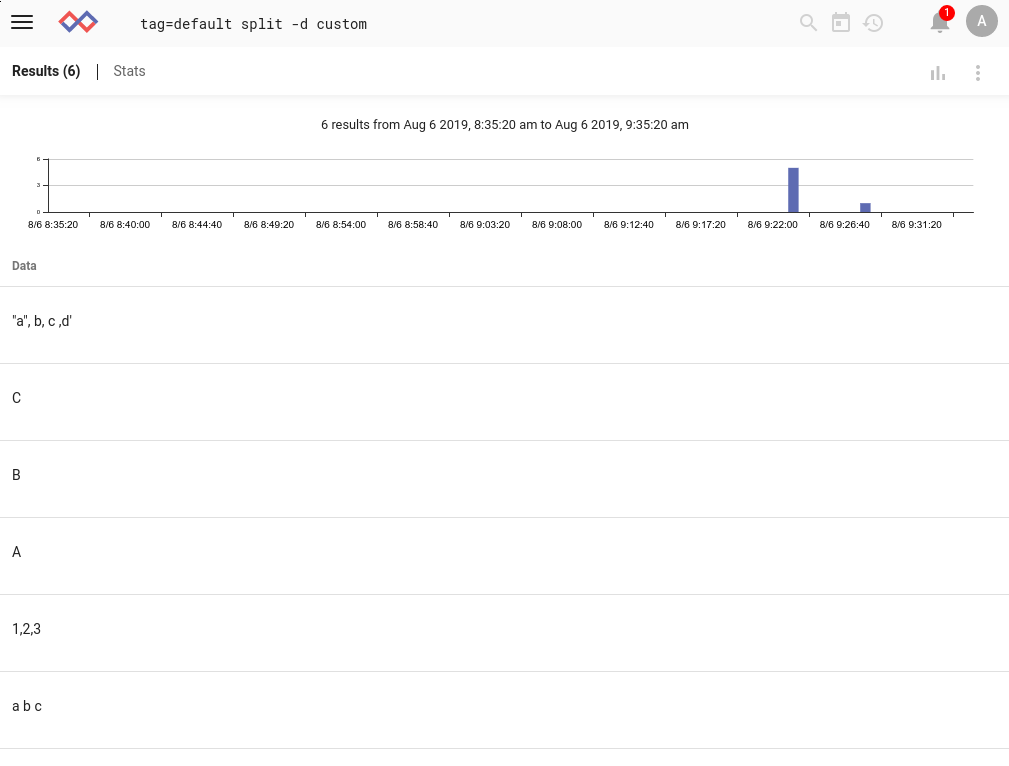 tag=default split -d custom
1
A
Results (6)
Stats
6 results from Aug 6 2019, 8:35:20 am to Aug 6 2019, 9:35:20 am
6
3
0
8/6 8:35:20 8/6 8:40:00 8/6 8:44:40 8/6 8:49:20 8/6 8:54:00 8/6 8:58:40 8/6 9:03:20 8/6 9:08:00 8/6 9:12:40 8/6 9:17:20 8/6 9:22:00 8/6 9:26:40 8/6 9:31:20
Data
"a", b, c ,d'
C
B
A
1,2,3
a b c